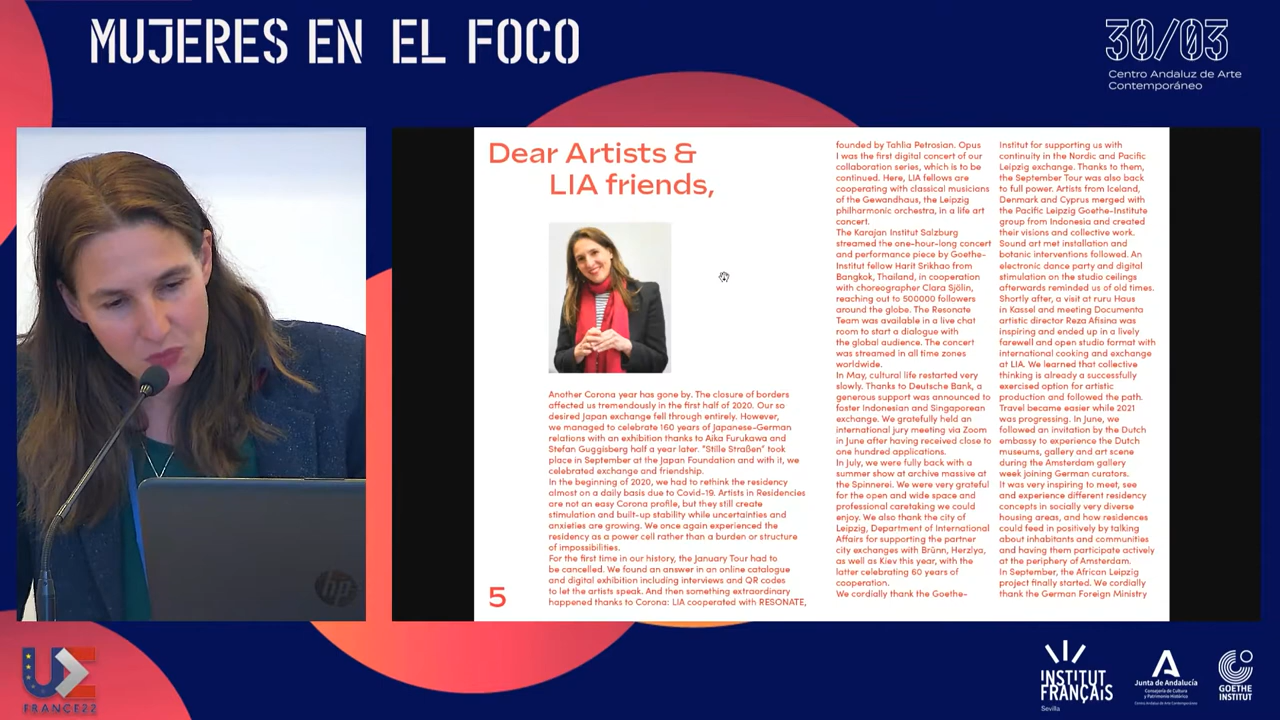 MUJERES EN EL FOCO
30/03
Centro Andaluz de Arte
Contemporáneo
Dear Artists &
LIA friends,
Another Corona year has gone by. The closure of borders
affected us tremendously in the first half of 2020. Our so
desired Japan exchange fell through entirely. However,
we managed to celebrate 160 years of Japanese-German
relations with an exhibition thanks to Aika Furukawa and
Stefan Guggisberg half a year later. "Stille Straßen" took
place in September at the Japan Foundation and with it, we
celebrated exchange and friendship.
In the beginning of 2020, we had to rethink the residency
almost on a daily basis due to Covid-19. Artists in Residencies
are not an easy Corona profile, but they still create
stimulation and built-up stability while uncertainties and
anxieties are growing. We once again experienced the
residency as a power cell rather than a burden or structure
of impossibilities.
For the first time in our history, the January Tour had to
be cancelled. We found an answer in an online catalogue
and digital exhibition including interviews and QR codes
to let the artists speak. And then something extraordinary
happened thanks to Corona: LIA cooperated with RESONATE,
5
founded by Tahlia Petrosian. Opus
I was the first digital concert of our
collaboration series, which is to be
continued. Here, LIA fellows are
cooperating with classical musicians
of the Gewandhaus, the Leipzig
philharmonic orchestra, in a life art
concert.
The Karajan Institut Salzburg
streamed the one-hour-long concert
and performance piece by Goethe-
Institut fellow Harit Srikhao from
Bangkok, Thailand, in cooperation
with choreographer Clara Sjölin,
reaching out to 500000 followers
around the globe. The Resonate
Team was available in a live chat
room to start a dialogue with
the global audience. The concert
was streamed in all time zones
worldwide.
In May, cultural life restarted very
slowly. Thanks to Deutsche Bank, a
generous support was announced to
foster Indonesian and Singaporean
exchange. We gratefully held an
international jury meeting via Zoom
in June after having received close to
one hundred applications.
In July, we were fully back with a
summer show at archive massive at
the Spinnerei. We were very grateful
for the open and wide space and
professional caretaking we could
enjoy. We also thank the city of
Leipzig, Department of International
Affairs for supporting the partner
city exchanges with Brünn, Herzlya,
as well as Kiev this year, with the
latter celebrating 60 years of
cooperation.
We cordially thank the Goethe-
Institut for supporting us with
continuity in the Nordic and Pacific
Leipzig exchange. Thanks to them,
the September Tour was also back
to full power. Artists from Iceland,
Denmark and Cyprus merged with
the Pacific Leipzig Goethe-Institute
group from Indonesia and created
their visions and collective work.
Sound art met installation and
botanic interventions followed. An
electronic dance party and digital
stimulation on the studio ceilings
afterwards reminded us of old times.
Shortly after, a visit at ruru Haus
in Kassel and meeting Documenta
artistic director Reza Afisina was
inspiring and ended up in a lively
farewell and open studio format with
international cooking and exchange
at LIA. We learned that collective
thinking is already a successfully
exercised option for artistic
production and followed the path.
Travel became easier while 2021
was progressing. In June, we
followed an invitation by the Dutch
embassy to experience the Dutch
museums, gallery and art scene
during the Amsterdam gallery
week joining German curators.
It was very inspiring to meet, see
and experience different residency
concepts in socially very diverse
housing areas, and how residences
could feed in positively by talking
about inhabitants and communities
and having them participate actively
at the periphery of Amsterdam.
In September, the African Leipzig
project finally started. We cordially
thank the German Foreign Ministry
UE
FRANCE22
INSTITUT
FRANÇAIS
Sevilla
Junta de Andalucía
Consejería de Cultura
y Patrimonio Histórico
Centro Andaluz de Arte Contemporáneo
GOETHE
INSTITUT